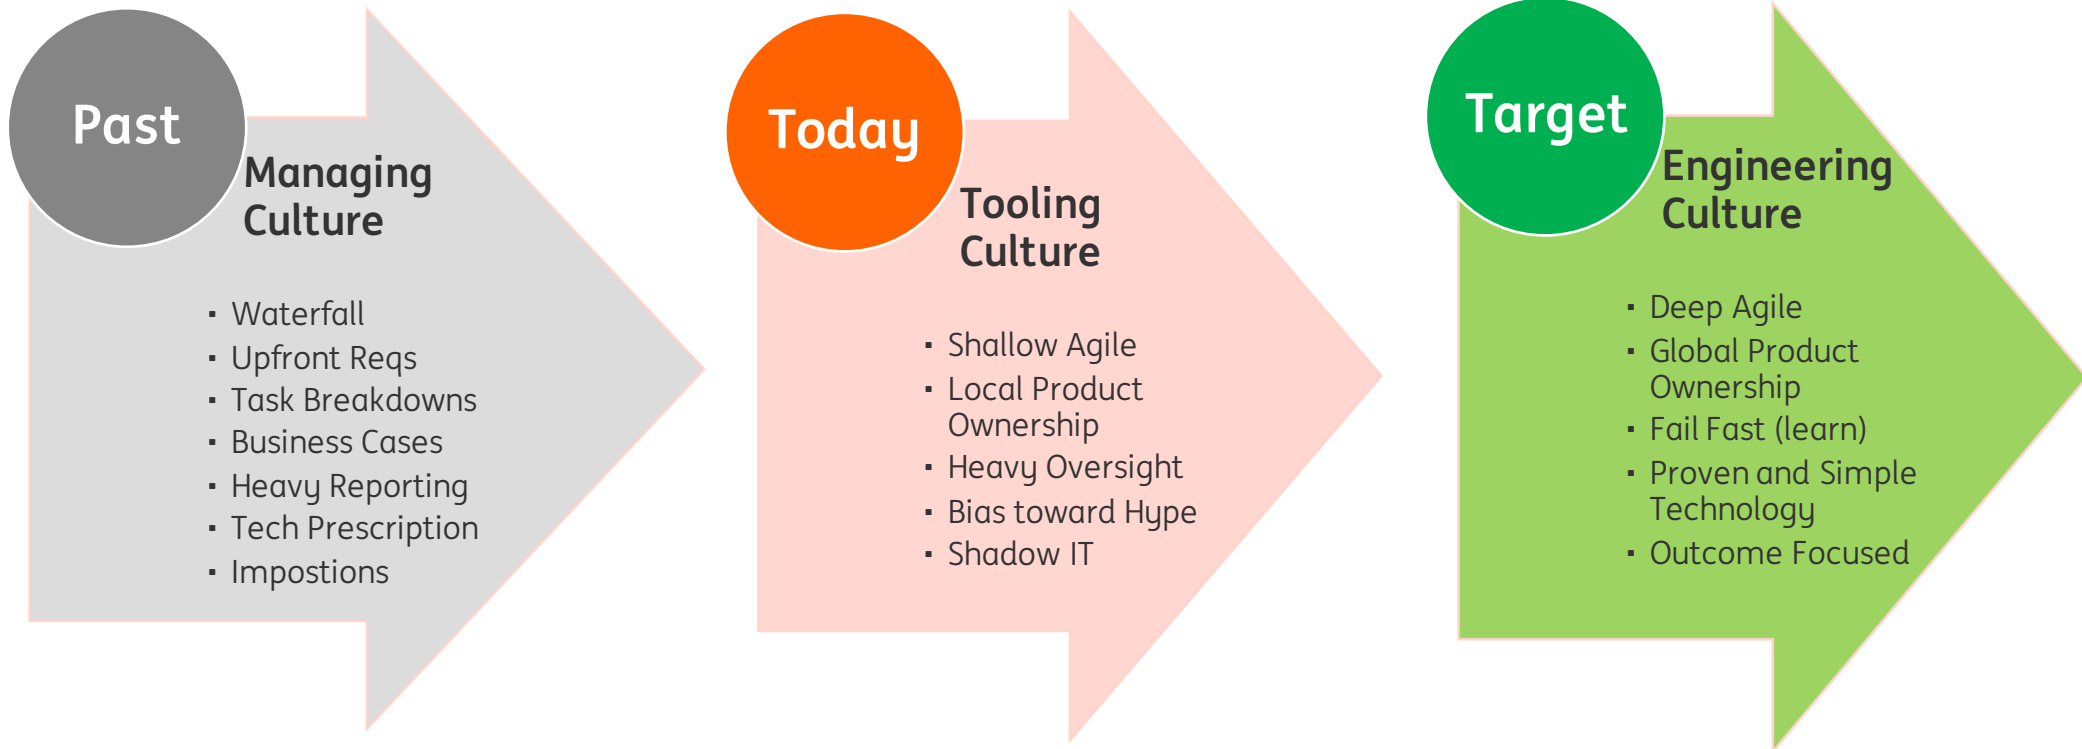 Past
Managing
Culture
▪ Waterfall
▪ Upfront Reqs
▪ Task Breakdowns
▪ Business Cases
▪ Heavy Reporting
▪ Tech Prescription
▪ Impostions
Today
Tooling
Culture
▪ Shallow Agile
▪ Local Product
Ownership
▪ Heavy Oversight
▪ Bias toward Hype
▪ Shadow IT
Target
Engineering
Culture
▪ Deep Agile
▪ Global Product
Ownership
▪ Fail Fast (learn)
▪ Proven and Simple
Technology
▪ Outcome Focused